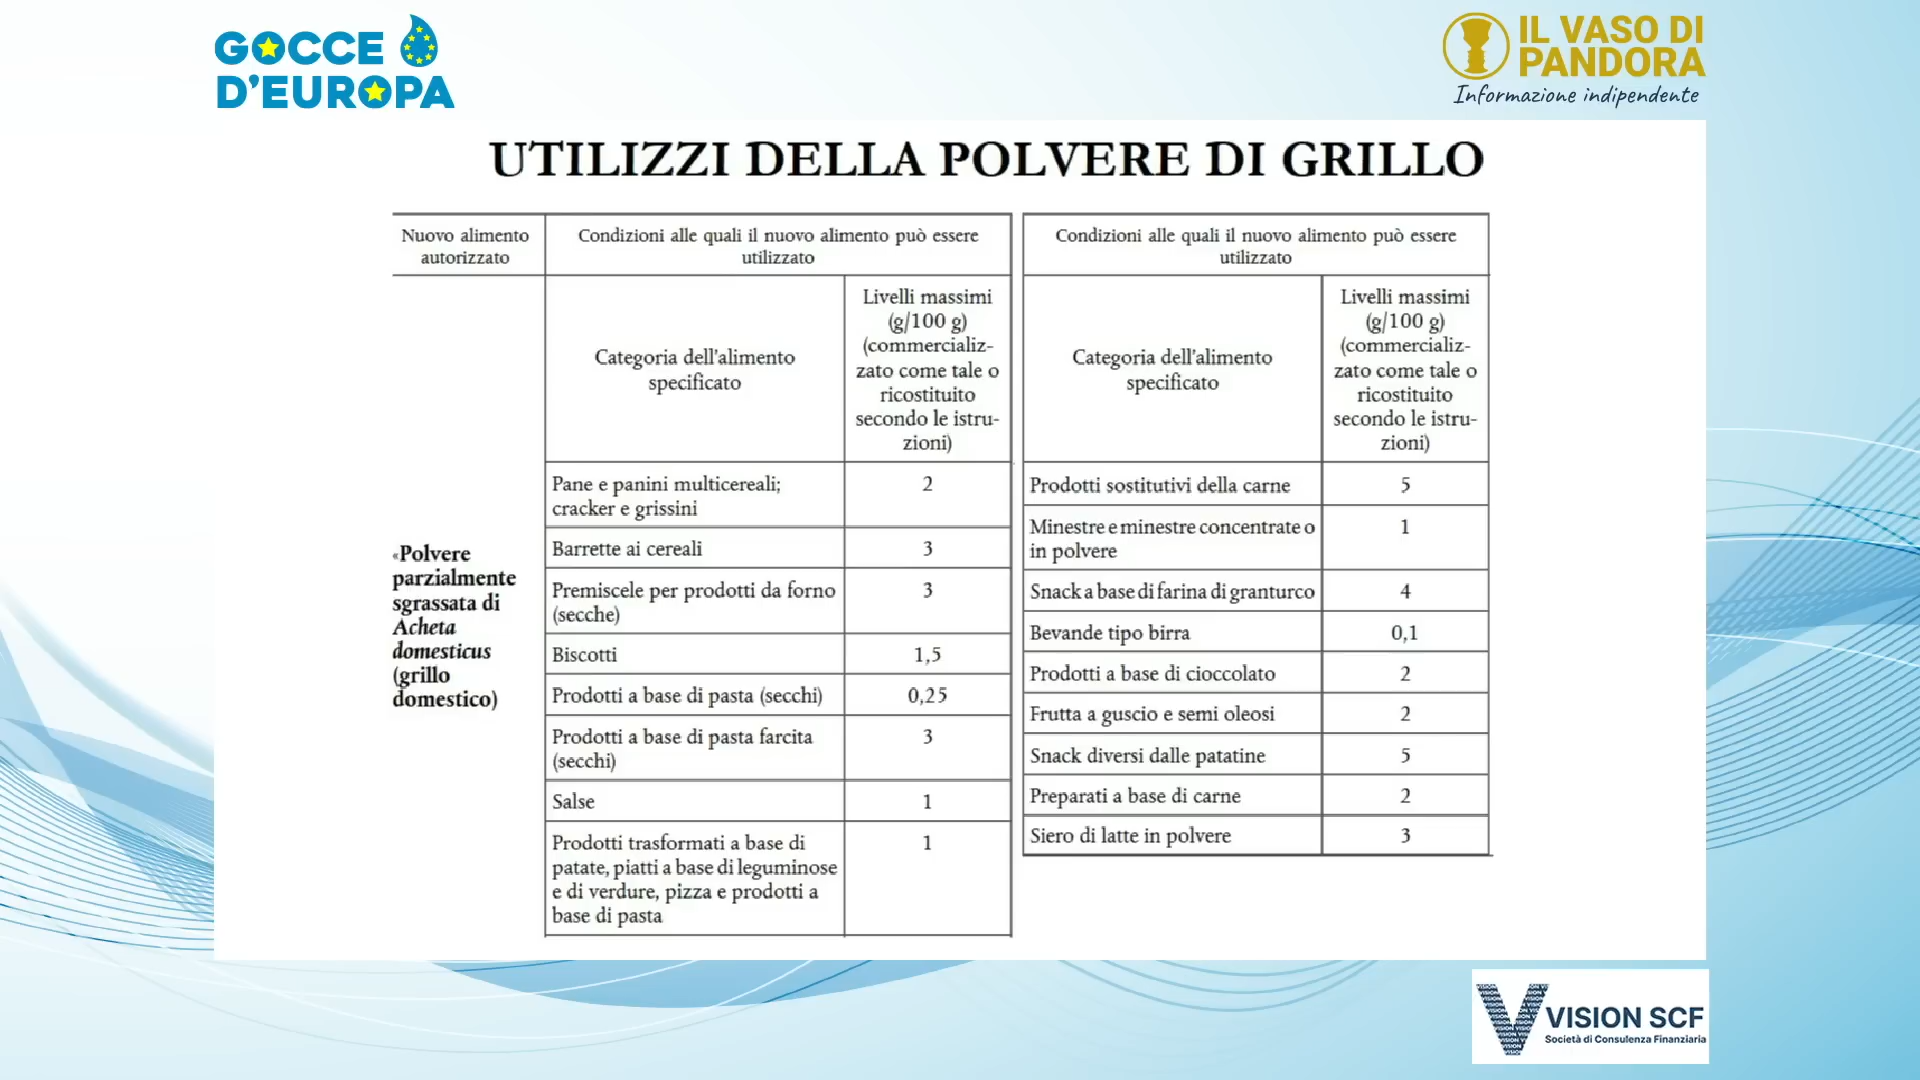 GOCCE
D'EUROPA
IL VASO DI
PANDORA
Informazione indipendente
UTILIZZI DELLA POLVERE DI GRILLO
Nuovo alimento
autorizzato
Condizioni alle quali il nuovo alimento può essere
utilizzato
Categoria dell'alimento
specificato
Livelli massimi
(g/100 g)
(commercializ-
zato come tale o
ricostituito
secondo le istru-
zioni)
«Polvere
parzialmente
sgrassata di
Acheta
domesticus
(grillo
domestico)
Pane e panini multicereali;
cracker e grissini
2
Barrette ai cereali
3
Premiscele per prodotti da forno
(secche)
3
Biscotti
1,5
Prodotti a base di pasta (secchi)
0,25
Prodotti a base di pasta farcita
(secchi)
3
Salse
1
Prodotti trasformati a base di
patate, piatti a base di leguminose
e di verdure, pizza e prodotti a
base di pasta
1
Condizioni alle quali il nuovo alimento può essere
utilizzato
Categoria dell'alimento
specificato
Livelli massimi
(g/100 g)
(commercializ-
zato come tale o
ricostituito
secondo le istru-
zioni)
Prodotti sostitutivi della carne
5
Minestre e minestre concentrate o
in polvere
1
Snack a base di farina di granturco
4
Bevande tipo birra
0,1
Prodotti a base di cioccolato
2
Frutta a guscio e semi oleosi
2
Snack diversi dalle patatine
5
Preparati a base di carne
2
Siero di latte in polvere
3
VISION SCF
Società di Consulenza Finanziaria